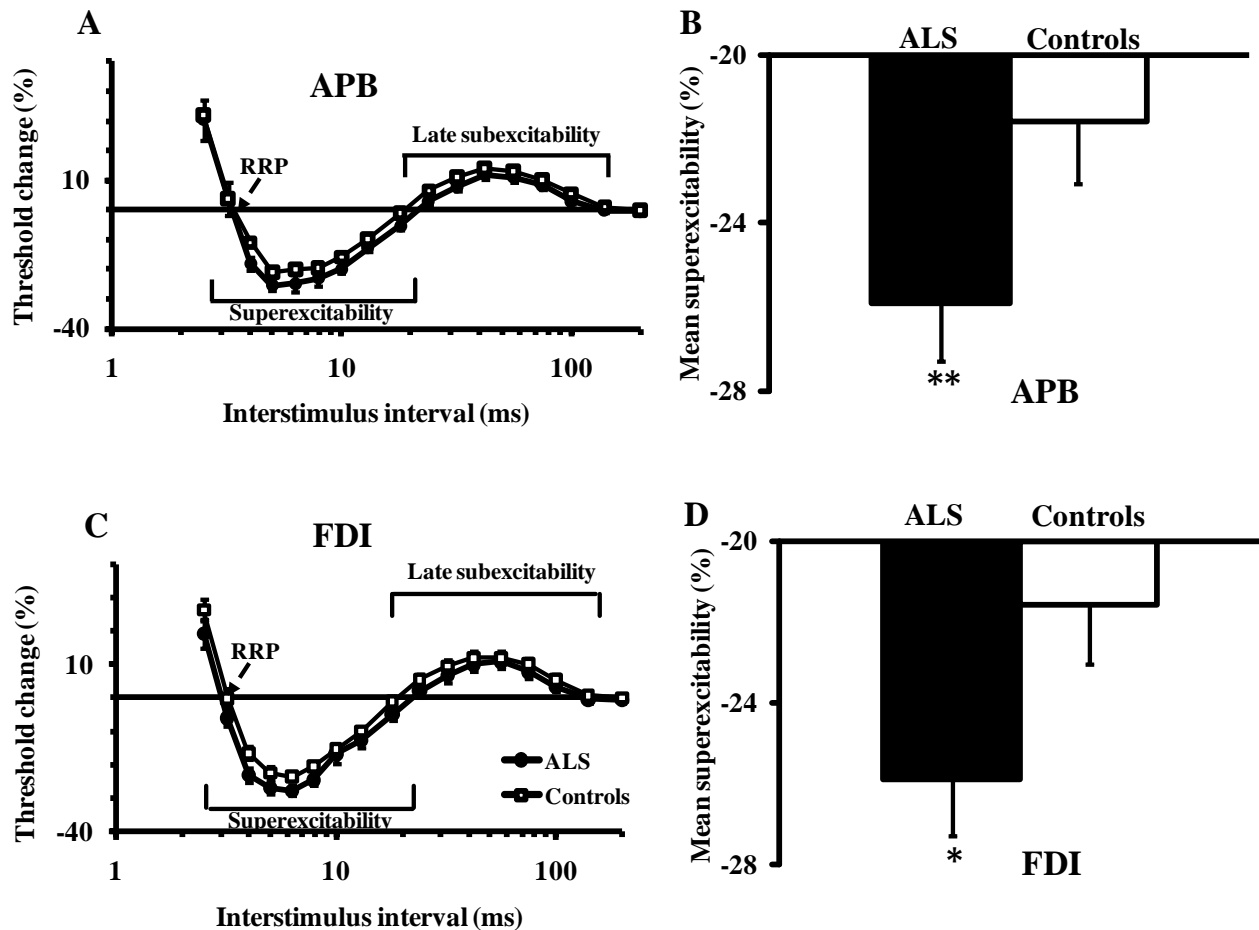 A
APB
Threshold change (%)
10
-40
RRP
Late subexcitability
Superexcitability
1
10
100
Interstimulus interval (ms)
B
ALS
Controls
Mean superexcitability (%)
-20
-24
-28
**
APB
C
FDI
Threshold change (%)
10
-40
RRP
Late subexcitability
ALS
Controls
Superexcitability
1
10
100
Interstimulus interval (ms)
D
ALS
Controls
Mean superexcitability (%)
-20
-24
-28
*
FDI